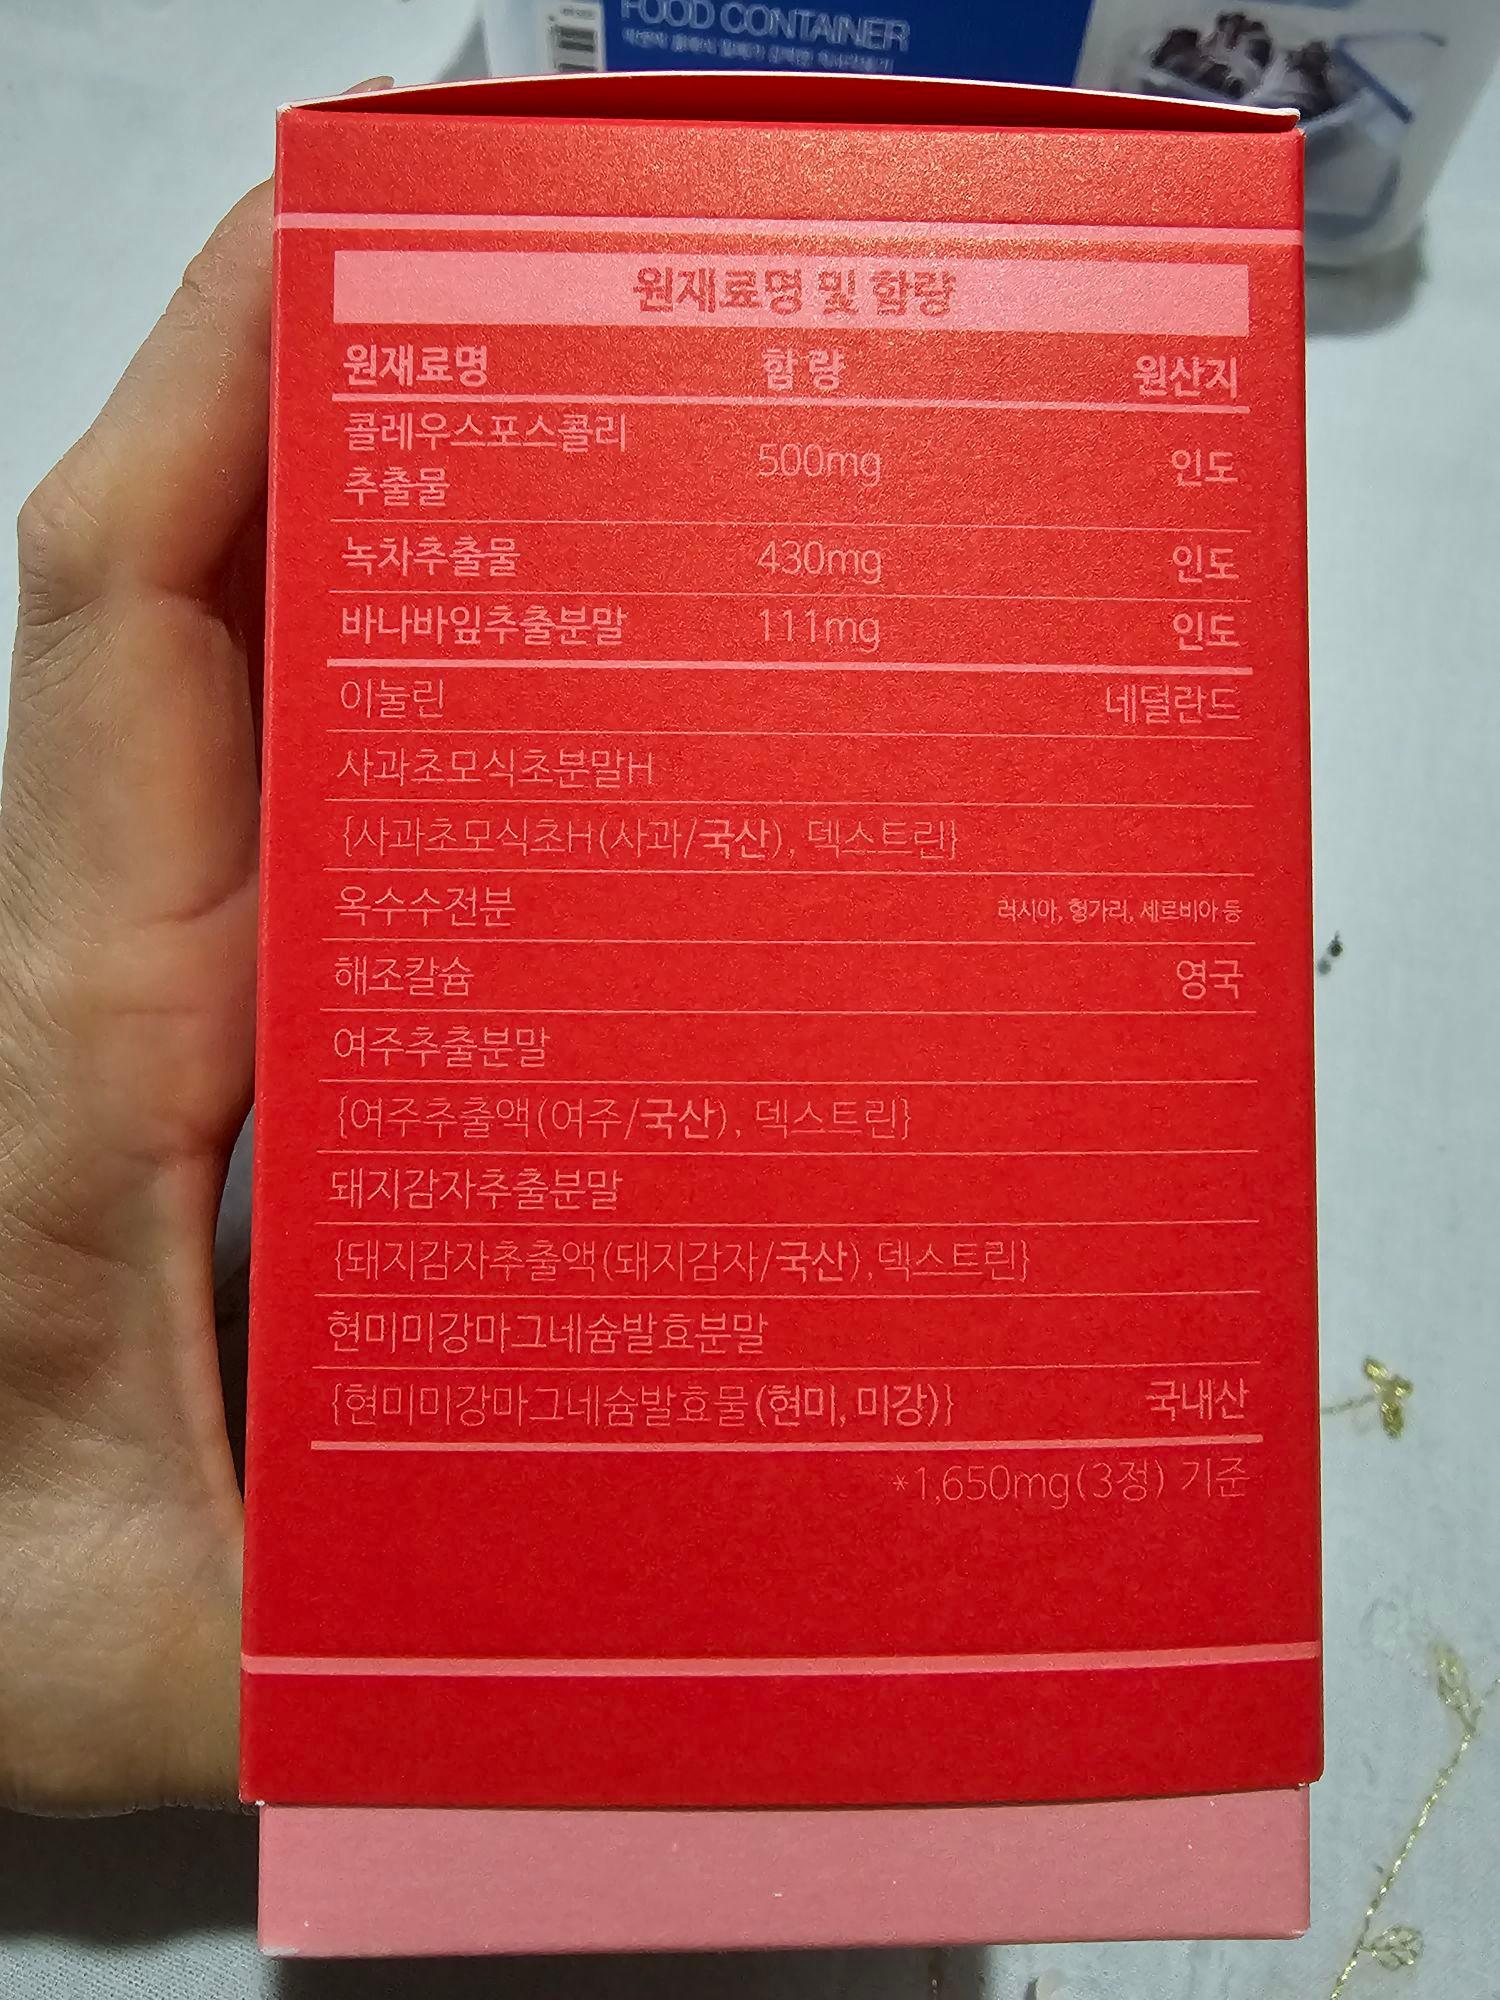 FOOD CONTAINER
원재료명 및 함량
원재료명 함량 원산지
콜레우스포스콜리
추출물 500mg 인도
녹차추출물 430mg 인도
바나바잎추출분말 111mg 인도
이눌린 네덜란드
사과초모식초분말H
{사과초모식초H(사과/국산), 덱스트린}
옥수수전분 러시아, 헝가리, 세르비아 등
해조칼슘 영국
여주추출분말
{여주추출액(여주/국산), 덱스트린}
돼지감자추출분말
{돼지감자추출액(돼지감자/국산),덱스트린}
현미미강마그네슘발효분말
{현미미강마그네슘발효물(현미, 미강)} 국내산
*1,650mg(3정) 기준